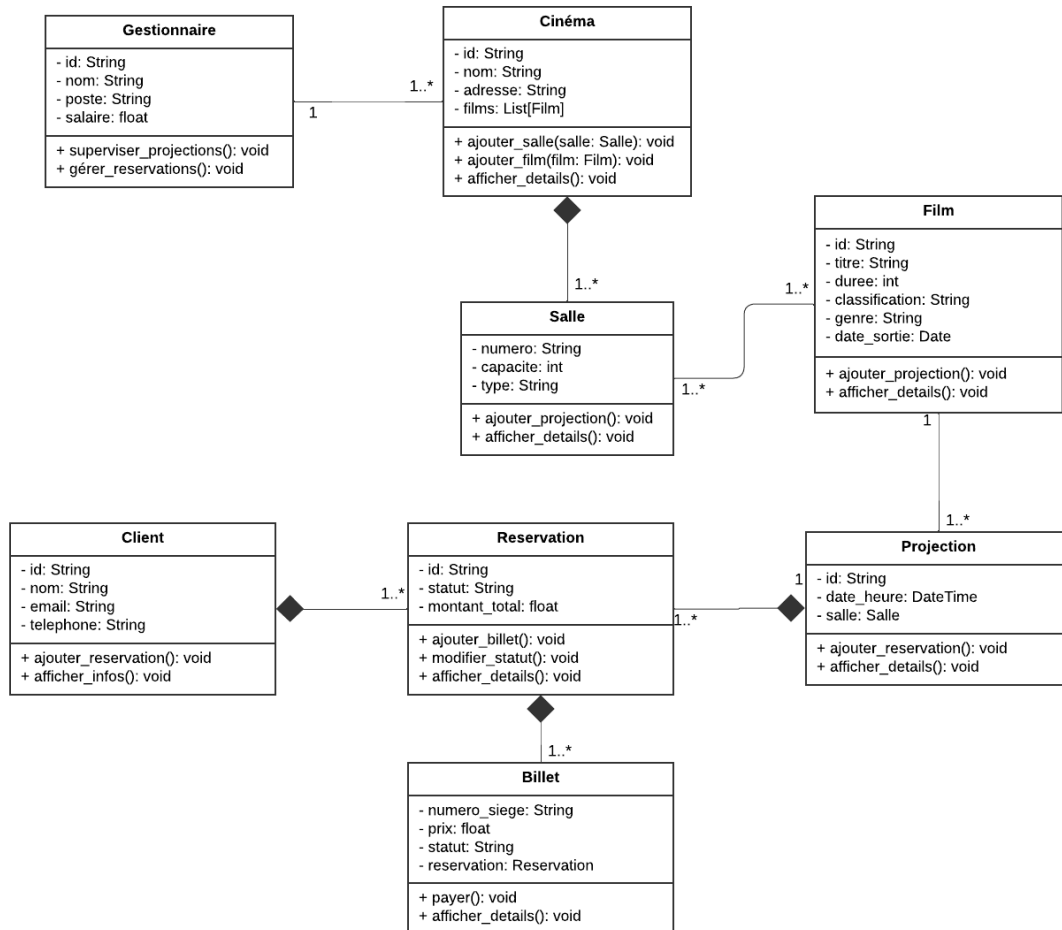 Gestionnaire
- id: String
- nom: String
- poste: String
- salaire: float
+ superviser_projections(): void
+ gérer_reservations(): void
1
1..*
Cinéma
- id: String
- nom: String
- adresse: String
- films: List[Film]
+ ajouter_salle(salle: Salle): void
+ ajouter_film(film: Film): void
+ afficher_details(): void
1..*
Salle
- numero: String
- capacite: int
- type: String
+ ajouter_projection(): void
+ afficher_details(): void
1..*
1..*
Film
- id: String
- titre: String
- duree: int
- classification: String
- genre: String
- date_sortie: Date
+ ajouter_projection(): void
+ afficher_details(): void
1
1..*
Client
- id: String
- nom: String
- email: String
- telephone: String
+ ajouter_reservation(): void
+ afficher_infos(): void
1..*
Reservation
- id: String
- statut: String
- montant_total: float
+ ajouter_billet(): void
+ modifier_statut(): void
+ afficher_details(): void
1..*
1
Projection
- id: String
- date_heure: DateTime
- salle: Salle
+ ajouter_reservation(): void
+ afficher_details(): void
1..*
Billet
- numero_siege: String
- prix: float
- statut: String
- reservation: Reservation
+ payer(): void
+ afficher_details(): void